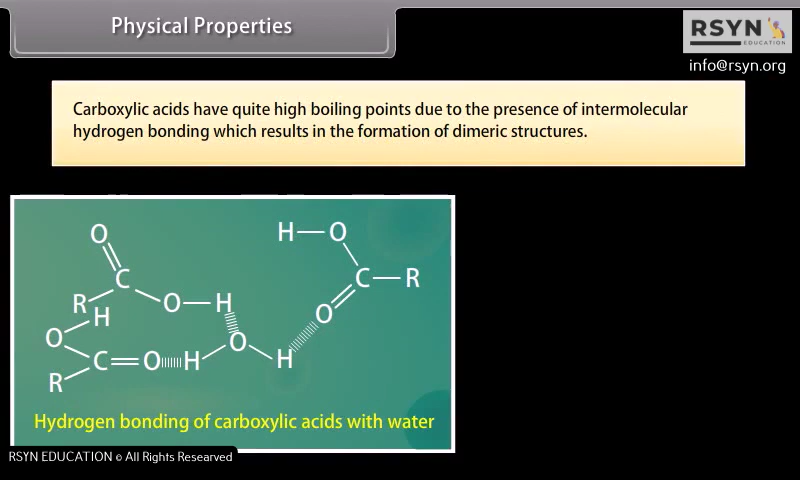 Physical Properties
RSYN
EDUCATION
info@rsyn.org
Carboxylic acids have quite high boiling points due to the presence of intermolecular
hydrogen bonding which results in the formation of dimeric structures.
O
H O
C
C R
R O H
H
O
O
O
C O H H
R
Hydrogen bonding of carboxylic acids with water
RSYN EDUCATION © All Rights Researved